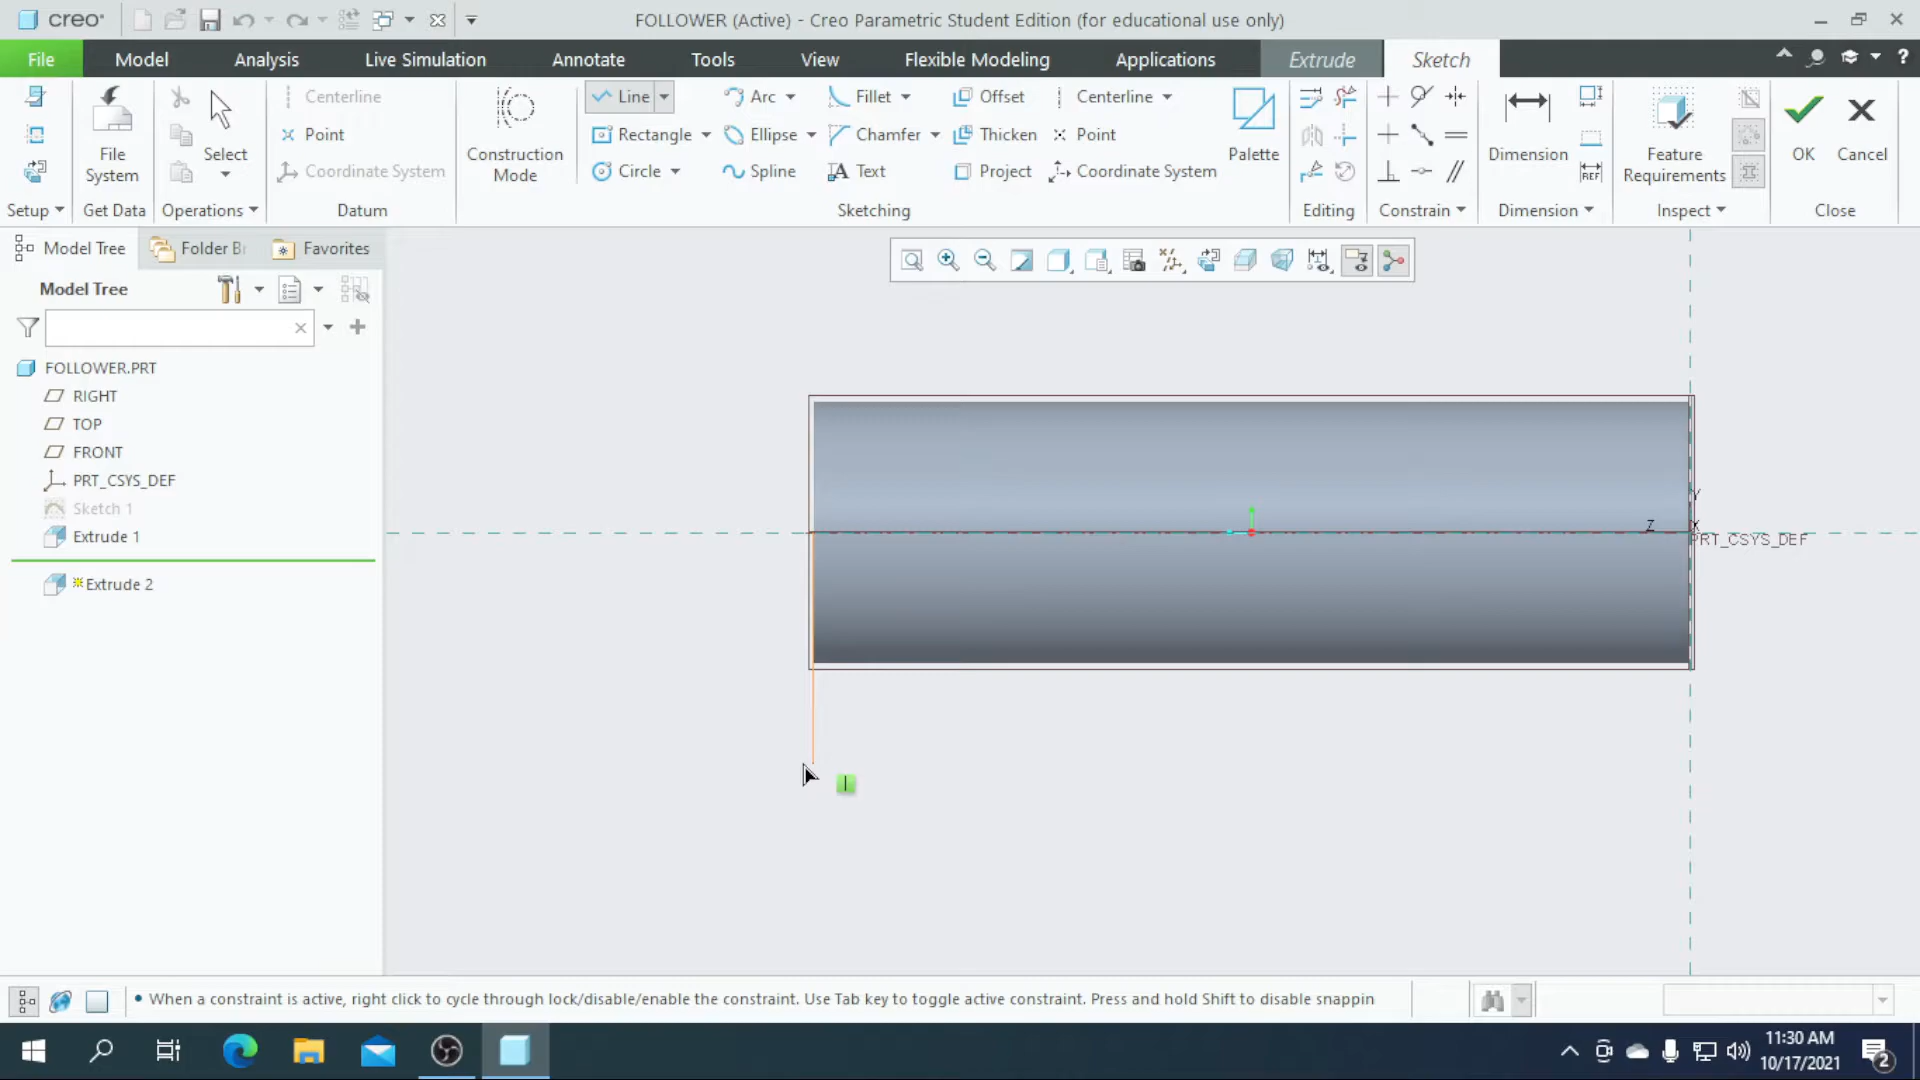 creo®
FOLLOWER (Active) - Creo Parametric Student Edition (for educational use only)
File Model Analysis Live Simulation Annotate Tools View Flexible Modeling Applications Extrude Sketch
Centerline
Point
Coordinate System
File System
Select
Construction Mode
Line Arc Fillet Offset Centerline
Rectangle Ellipse Chamfer Thicken Point
Circle Spline Text Project Coordinate System
Palette
Dimension
REF
Feature Requirements
OK
Cancel
Setup Get Data Operations Datum Sketching Editing Constrain Dimension Inspect Close
Model Tree Folder Br Favorites
Model Tree
FOLLOWER.PRT
RIGHT
TOP
FRONT
PRT_CSYS_DEF
Sketch 1
Extrude 1
Extrude 2
Y
Z X
PRT_CSYS_DEF
• When a constraint is active, right click to cycle through lock/disable/enable the constraint. Use Tab key to toggle active constraint. Press and hold Shift to disable snappin
11:30 AM
10/17/2021
2